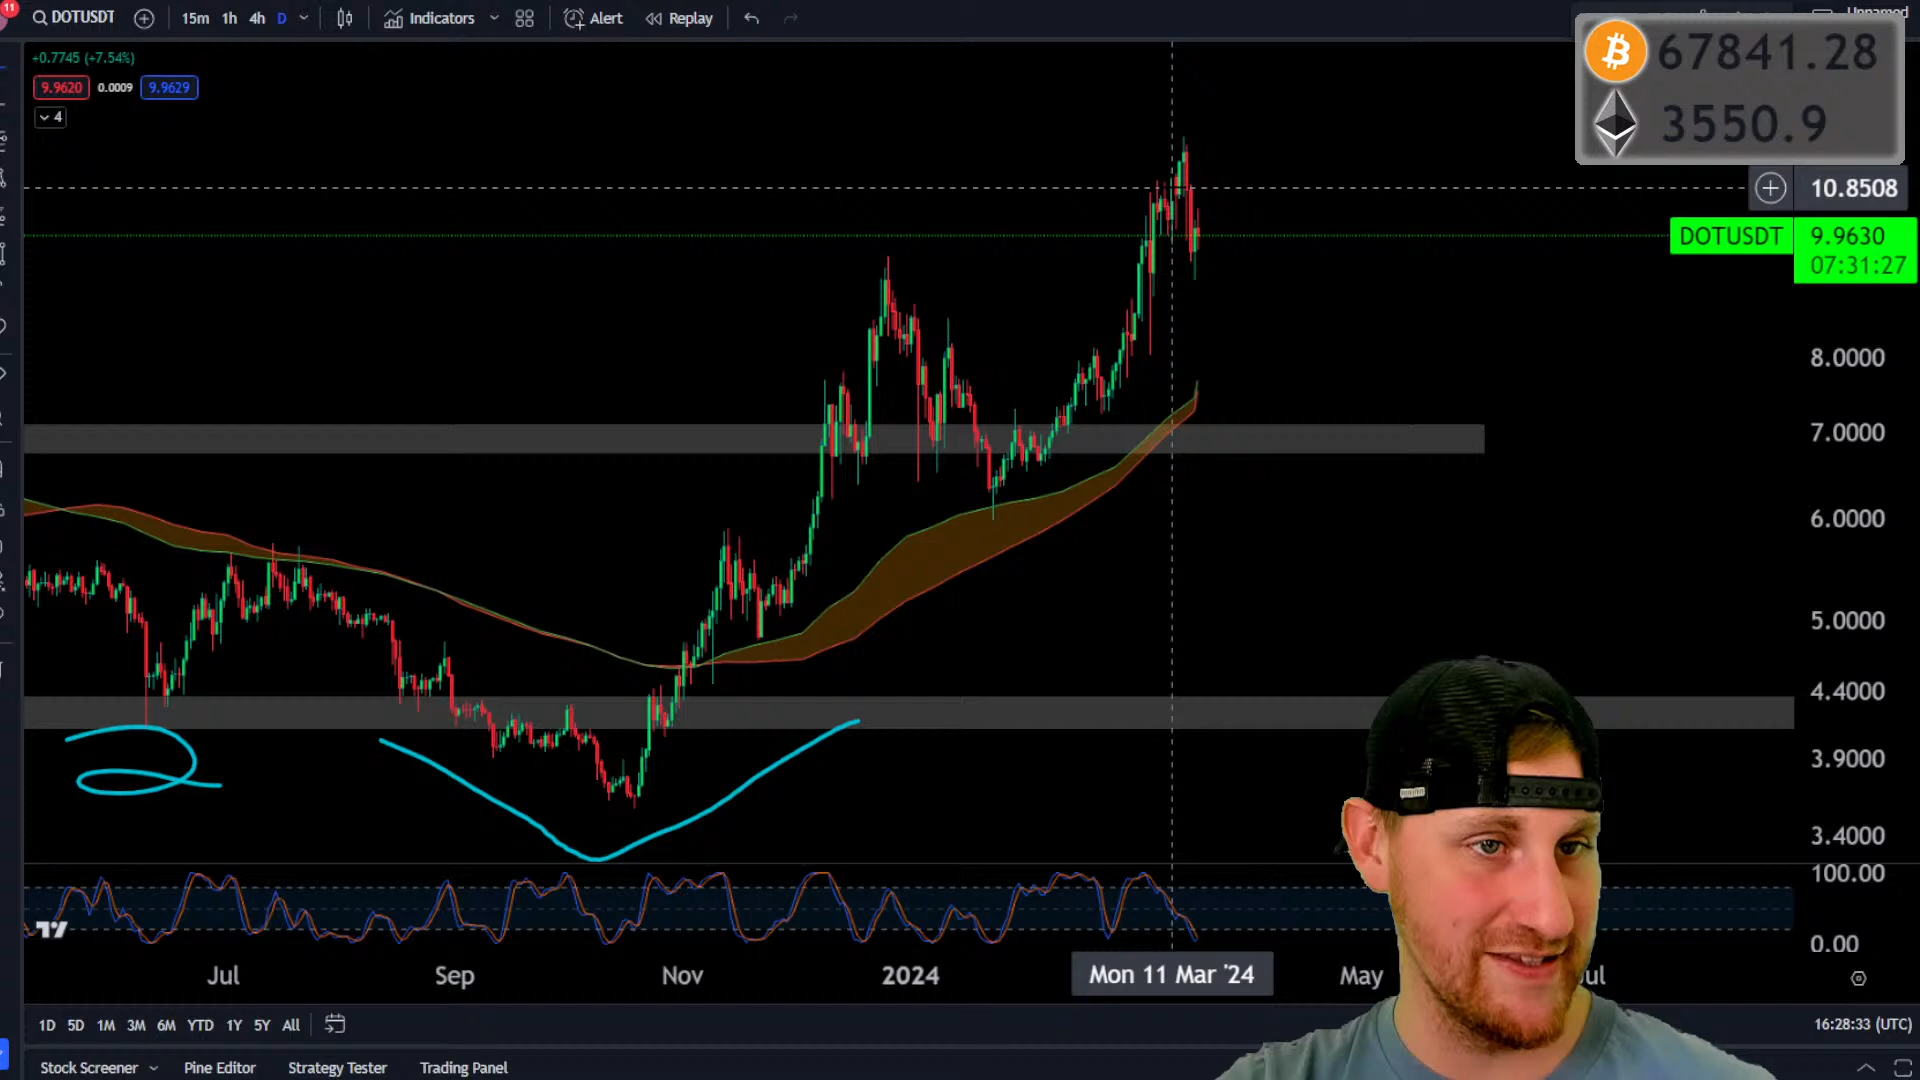 11
DOTUSDT
15m 1h 4h D
Indicators
Alert
Replay
Unnamed
+0.7745 (+7.54%)
9.9620 0.0009 9.9629
4
67841.28
3550.9
10.8508
DOTUSDT 9.9630
07:31:27
8.0000
7.0000
6.0000
5.0000
4.4000
3.9000
3.4000
100.00
0.00
Jul Sep Nov 2024 Mon 11 Mar '24 May
1D 5D 1M 3M 6M YTD 1Y 5Y All
16:28:33 (UTC)
Stock Screener Pine Editor Strategy Tester Trading Panel